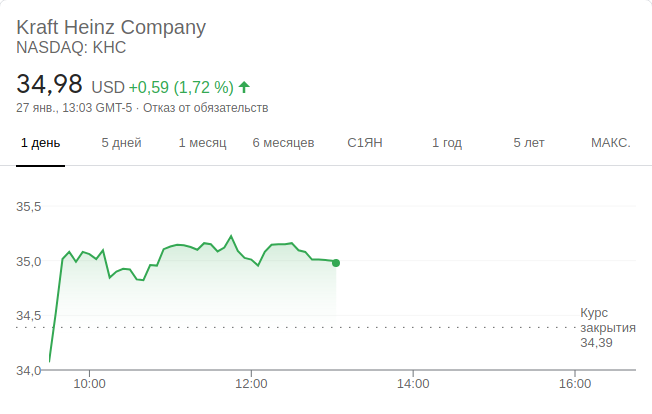 Kraft Heinz Company
NASDAQ: KHC
34,98 USD +0,59 (1,72 %)
27 янв., 13:03 GMT-5 · Отказ от обязательств
1 день 5 дней 1 месяц 6 месяцев С1ЯН 1 год 5 лет МАКС.
35,5
35,0
34,5
Курс
закрытия
34,39
34,0
10:00 12:00 14:00 16:00